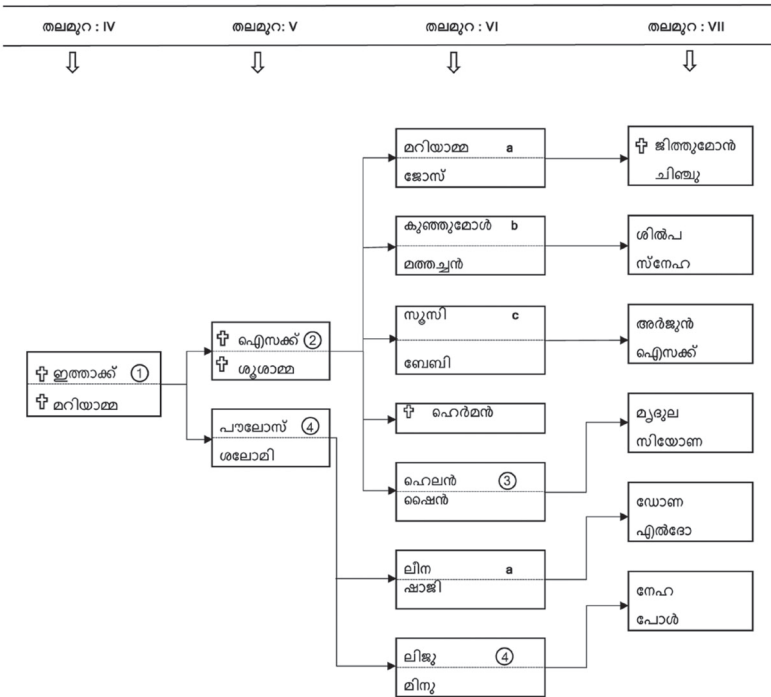 തലമുറ : IV
തലമുറ: V
തലമുറ : VI
തലമുറ : VII
ഇത്താക്ക് 1
മറിയാമ്മ
ഐസക്ക് 2
ശൂശാമ്മ
പൗലോസ് 4
ശലോമി
മറിയാമ്മ a
ജോസ്
കുഞ്ഞുമോൾ b
മത്തച്ചൻ
സൂസി c
ബേബി
ഹെർമൻ
ഹെലൻ 3
ഷൈൻ
ലീന a
ഷാജി
ലിജു 4
മിനു
ജിത്തുമോൻ
ചിഞ്ചു
ശിൽപ
സ്നേഹ
അർജുൻ
ഐസക്ക്
മൃദുല
സിയോണ
ഡോണ
എൽദോ
നേഹ
പോൾ